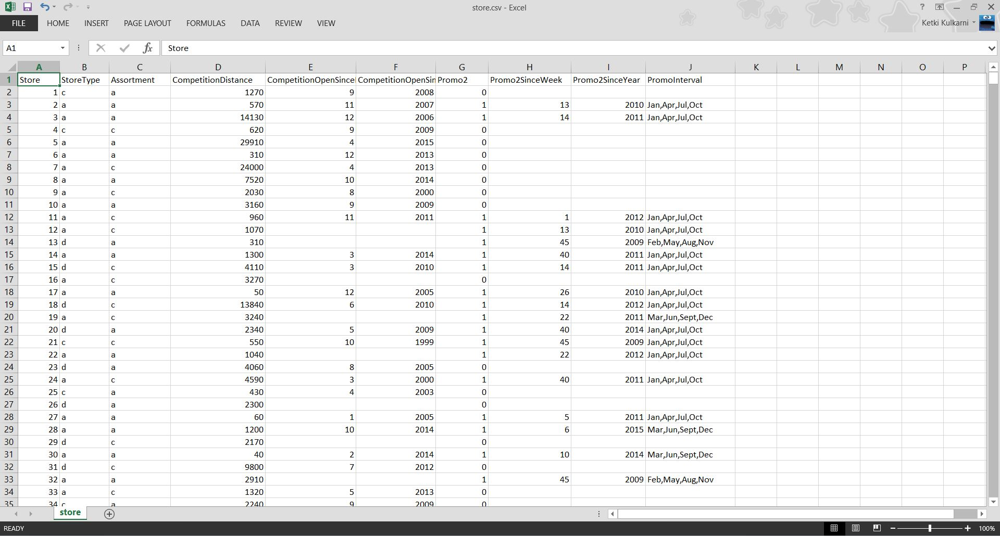 store.csv - Excel
?
FILE HOME INSERT PAGE LAYOUT FORMULAS DATA REVIEW VIEW Ketki Kulkarni
A1 fx Store
A B C D E F G H I J K L M N O P
1 Store StoreType Assortment CompetitionDistance CompetitionOpenSince CompetitionOpenSin Promo2 Promo2SinceWeek Promo2SinceYear PromoInterval
2 1 c a 1270 9 2008 0
3 2 a a 570 11 2007 1 13 2010 Jan,Apr,Jul,Oct
4 3 a a 14130 12 2006 1 14 2011 Jan,Apr,Jul,Oct
5 4 c c 620 9 2009 0
6 5 a a 29910 4 2015 0
7 6 a a 310 12 2013 0
8 7 a c 24000 4 2013 0
9 8 a a 7520 10 2014 0
10 9 a c 2030 8 2000 0
11 10 a a 3160 9 2009 0
12 11 a c 960 11 2011 1 1 2012 Jan,Apr,Jul,Oct
13 12 a c 1070 1 13 2010 Jan,Apr,Jul,Oct
14 13 d a 310 1 45 2009 Feb,May,Aug,Nov
15 14 a a 1300 3 2014 1 40 2011 Jan,Apr,Jul,Oct
16 15 d c 4110 3 2010 1 14 2011 Jan,Apr,Jul,Oct
17 16 a c 3270 0
18 17 a a 50 12 2005 1 26 2010 Jan,Apr,Jul,Oct
19 18 d c 13840 6 2010 1 14 2012 Jan,Apr,Jul,Oct
20 19 a c 3240 1 22 2011 Mar,Jun,Sept,Dec
21 20 d a 2340 5 2009 1 40 2014 Jan,Apr,Jul,Oct
22 21 c c 550 10 1999 1 45 2009 Jan,Apr,Jul,Oct
23 22 a a 1040 1 22 2012 Jan,Apr,Jul,Oct
24 23 d a 4060 8 2005 0
25 24 a c 4590 3 2000 1 40 2011 Jan,Apr,Jul,Oct
26 25 c a 430 4 2003 0
27 26 d a 2300 0
28 27 a a 60 1 2005 1 5 2011 Jan,Apr,Jul,Oct
29 28 a a 1200 10 2014 1 6 2015 Mar,Jun,Sept,Dec
30 29 d c 2170 0
31 30 a a 40 2 2014 1 10 2014 Mar,Jun,Sept,Dec
32 31 d c 9800 7 2012 0
33 32 a a 2910 1 45 2009 Feb,May,Aug,Nov
34 33 a c 1320 5 2013 0
35 34 c a 2240 9 2009 0
store
READY 100%